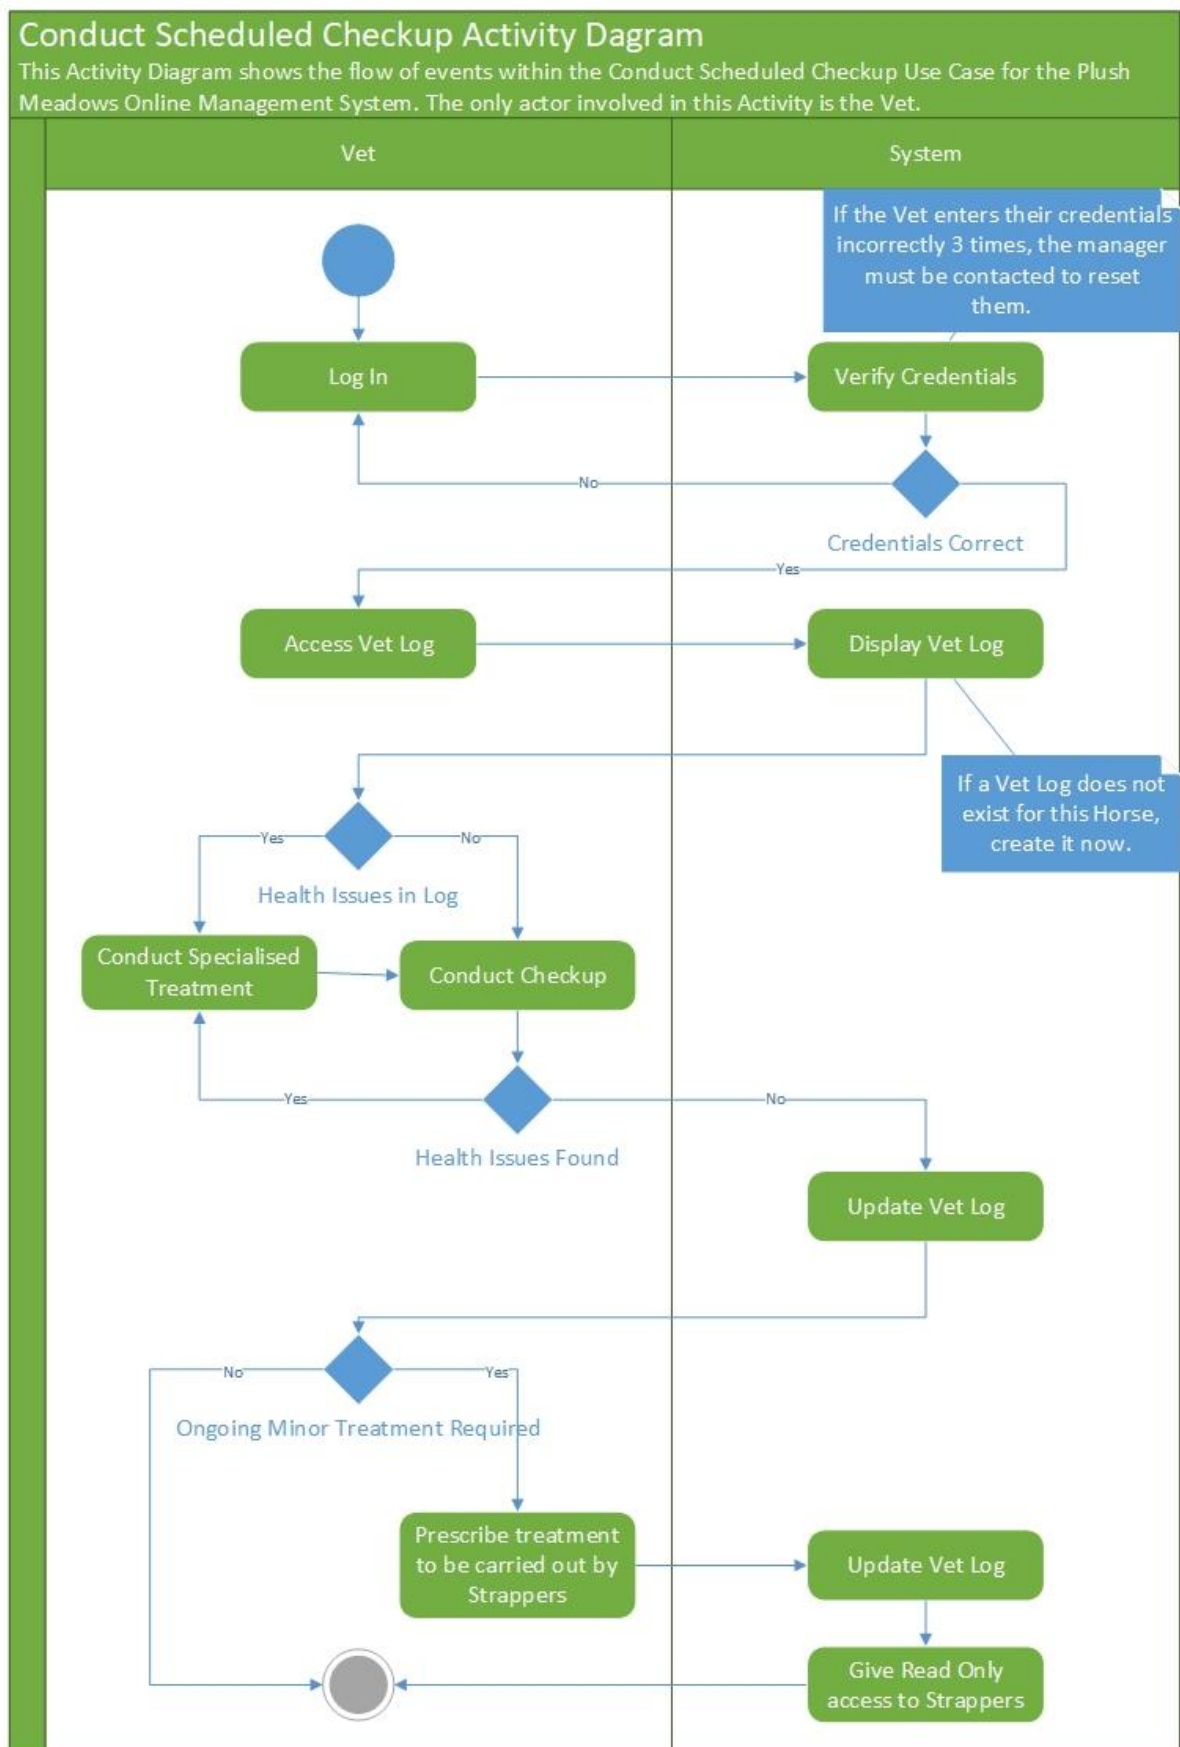 Conduct Scheduled Checkup Activity Dagram
This Activity Diagram shows the flow of events within the Conduct Scheduled Checkup Use Case for the Plush
Meadows Online Management System. The only actor involved in this Activity is the Vet.
Vet
System
If the Vet enters their credentials
incorrectly 3 times, the manager
must be contacted to reset
them.
Log In
Verify Credentials
No
Credentials Correct
Yes
Access Vet Log
Display Vet Log
If a Vet Log does not
exist for this Horse,
create it now.
Yes
No
Health Issues in Log
Conduct Specialised
Treatment
Conduct Checkup
Yes
No
Health Issues Found
Update Vet Log
No
Yes
Ongoing Minor Treatment Required
Prescribe treatment
to be carried out by
Strappers
Update Vet Log
Give Read Only
access to Strappers